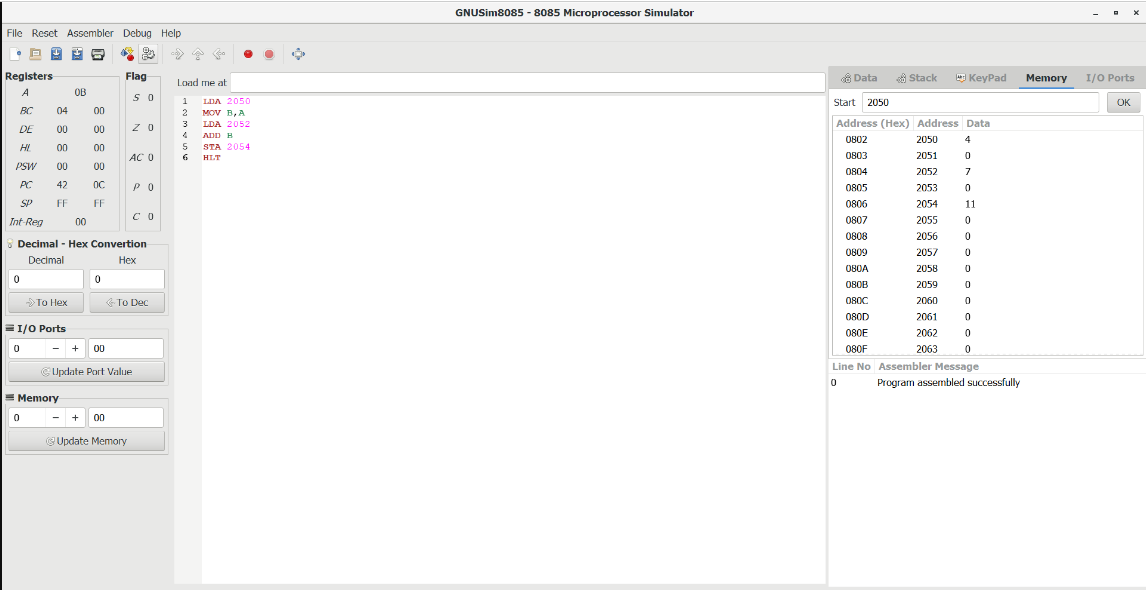 GNUSim8085 - 8085 Microprocessor Simulator
File Reset Assembler Debug Help
Registers
A 0B
BC 04 00
DE 00 00
HL 00 00
PSW 00 00
PC 42 0C
SP FF FF
Int-Reg 00
Flag
S 0
Z 0
AC 0
P 0
C 0
Decimal - Hex Convertion
Decimal Hex
0 0
To Hex To Dec
I/O Ports
0 − + 00
Update Port Value
Memory
0 − + 00
Update Memory
Load me at
1 LDA 2050
2 MOV B,A
3 LDA 2052
4 ADD B
5 STA 2054
6 HLT
Data Stack KeyPad Memory I/O Ports
Start 2050 OK
Address (Hex) Address Data
0802 2050 4
0803 2051 0
0804 2052 7
0805 2053 0
0806 2054 11
0807 2055 0
0808 2056 0
0809 2057 0
080A 2058 0
080B 2059 0
080C 2060 0
080D 2061 0
080E 2062 0
080F 2063 0
Line No Assembler Message
0 Program assembled successfully